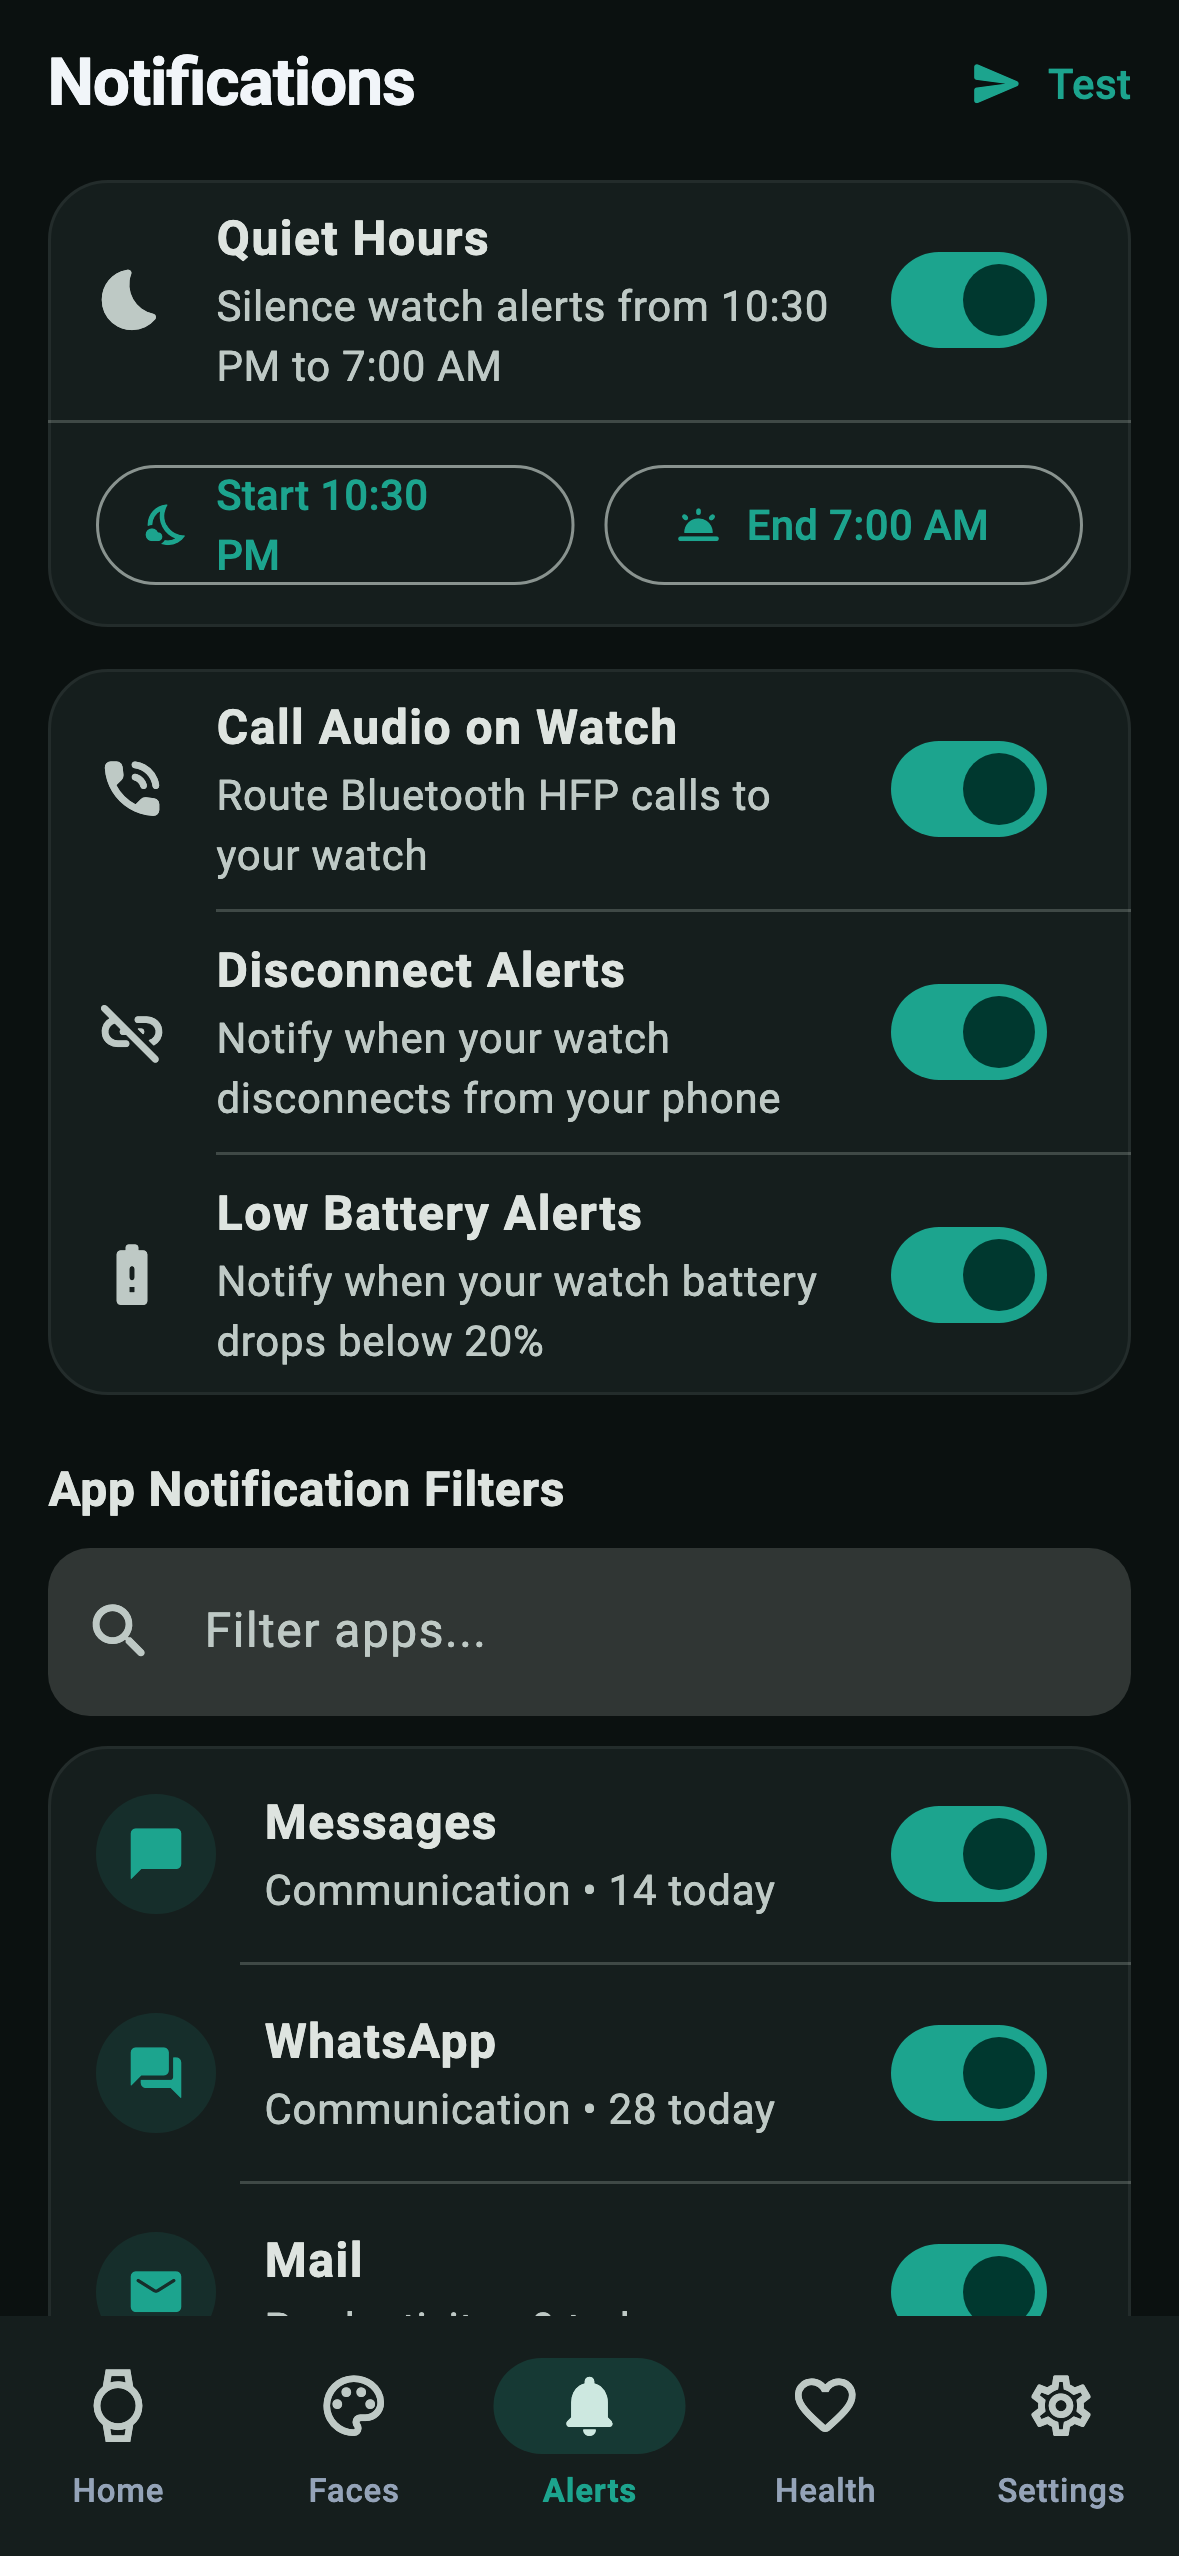 Notifications
Test
Quiet Hours
Silence watch alerts from 10:30
PM to 7:00 AM
Start 10:30
PM
End 7:00 AM
Call Audio on Watch
Route Bluetooth HFP calls to
your watch
Disconnect Alerts
Notify when your watch
disconnects from your phone
Low Battery Alerts
Notify when your watch battery
drops below 20%
App Notification Filters
Filter apps...
Messages
Communication • 14 today
WhatsApp
Communication • 28 today
Mail
Home
Faces
Alerts
Health
Settings